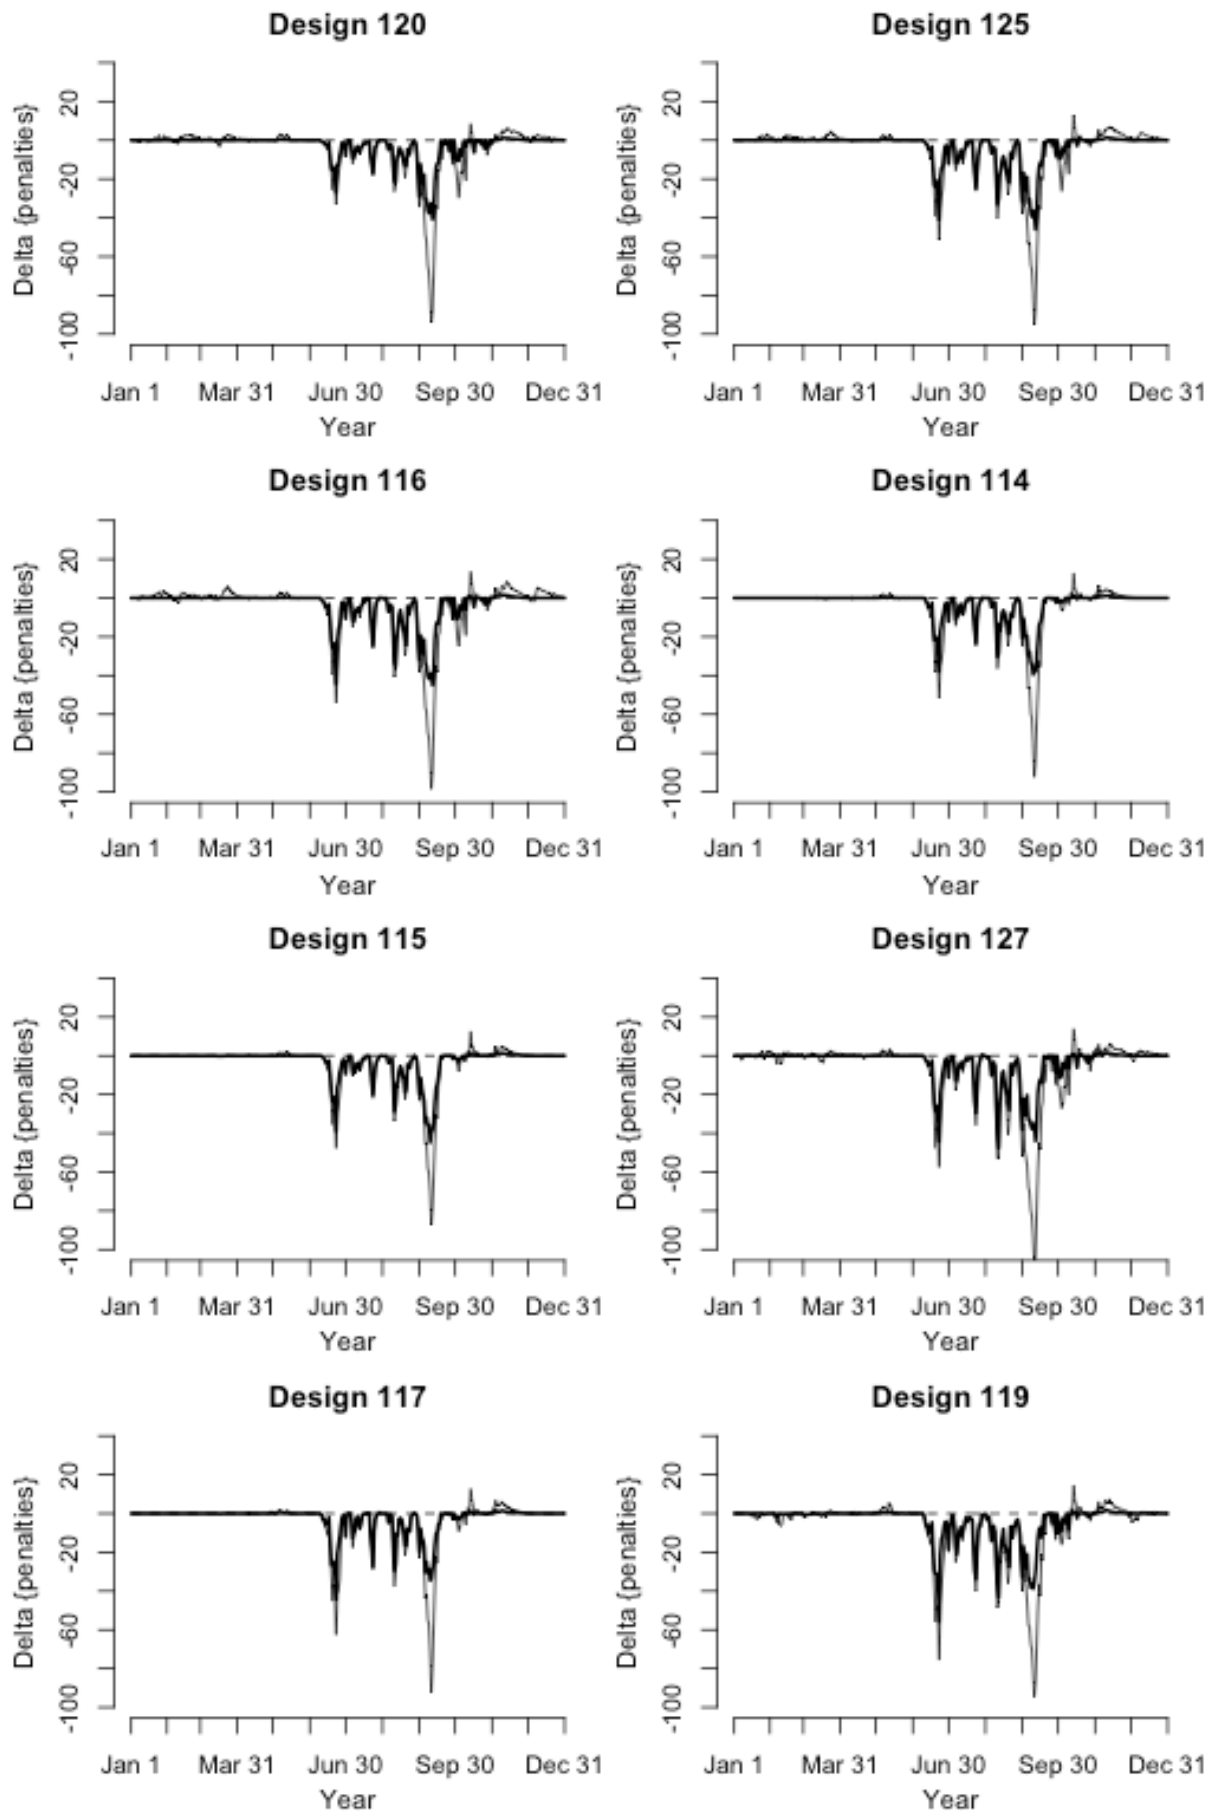 Design 120
Design 125
Delta {penalties}
20
-20
-60
-100
Jan 1 Mar 31 Jun 30 Sep 30 Dec 31
Year
Delta {penalties}
20
-20
-60
-100
Jan 1 Mar 31 Jun 30 Sep 30 Dec 31
Year
Design 116
Design 114
Delta {penalties}
20
-20
-60
-100
Jan 1 Mar 31 Jun 30 Sep 30 Dec 31
Year
Delta {penalties}
20
-20
-60
-100
Jan 1 Mar 31 Jun 30 Sep 30 Dec 31
Year
Design 115
Design 127
Delta {penalties}
20
-20
-60
-100
Jan 1 Mar 31 Jun 30 Sep 30 Dec 31
Year
Delta {penalties}
20
-20
-60
-100
Jan 1 Mar 31 Jun 30 Sep 30 Dec 31
Year
Design 117
Design 119
Delta {penalties}
20
-20
-60
-100
Jan 1 Mar 31 Jun 30 Sep 30 Dec 31
Year
Delta {penalties}
20
-20
-60
-100
Jan 1 Mar 31 Jun 30 Sep 30 Dec 31
Year